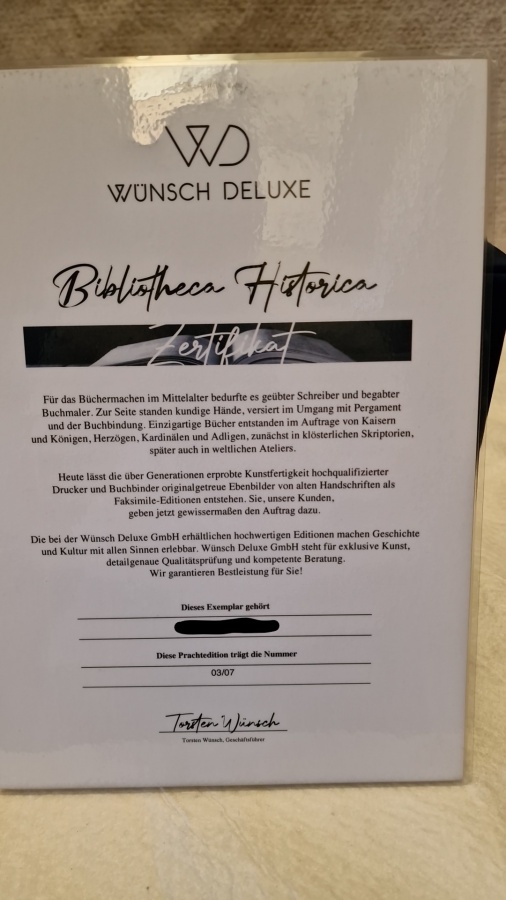 WD
WÜNSCH DELUXE
Bibliotheca Historica
Zertifikat
Für das Büchermachen im Mittelalter bedurfte es geübter Schreiber und begabter
Buchmaler. Zur Seite standen kundige Hände, versiert im Umgang mit Pergament
und der Buchbindung. Einzigartige Bücher entstanden im Auftrage von Kaisern
und Königen, Herzögen, Kardinälen und Adligen, zunächst in klösterlichen Skriptorien,
später auch in weltlichen Ateliers.
Heute lässt die über Generationen erprobte Kunstfertigkeit hochqualifizierter
Drucker und Buchbinder originalgetreue Ebenbilder von alten Handschriften als
Faksimile-Editionen entstehen. Sie, unsere Kunden,
geben jetzt gewissermaßen den Auftrag dazu.
Die bei der Wünsch Deluxe GmbH erhältlichen hochwertigen Editionen machen Geschichte
und Kultur mit allen Sinnen erlebbar. Wünsch Deluxe GmbH steht für exklusive Kunst,
detailgenaue Qualitätsprüfung und kompetente Beratung.
Wir garantieren Bestleistung für Sie!
Dieses Exemplar gehört
Diese Prachtedition trägt die Nummer
03/07
Torsten Wünsch
Torsten Wünsch, Geschäftsführer